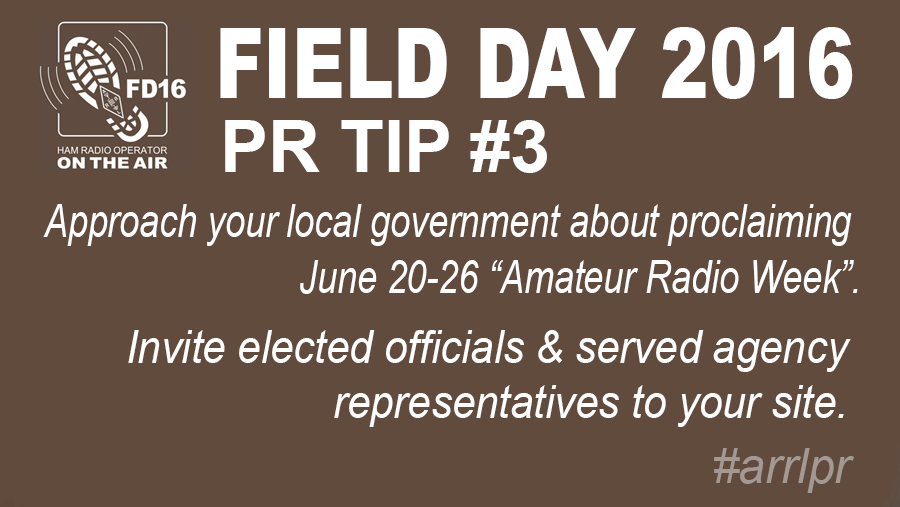 FD16
HAM RADIO OPERATOR
ON THE AIR
FIELD DAY 2016
PR TIP #3
Approach your local government about proclaiming
June 20-26 “Amateur Radio Week”.
Invite elected officials & served agency
representatives to your site.
#arrlpr